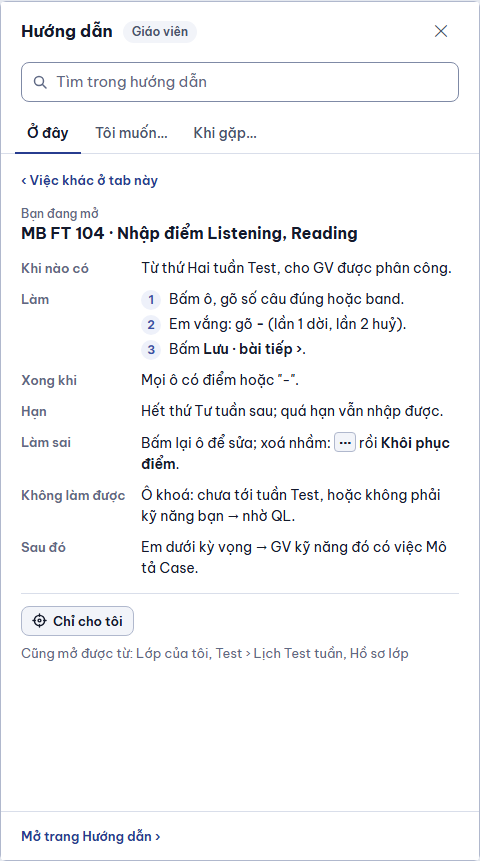 Hướng dẫn Giáo viên
Tìm trong hướng dẫn
Ở đây Tôi muốn... Khi gặp...
‹ Việc khác ở tab này
Bạn đang mở
MB FT 104 · Nhập điểm Listening, Reading
Khi nào có Từ thứ Hai tuần Test, cho GV được phân công.
Làm 1 Bấm ô, gõ số câu đúng hoặc band.
2 Em vắng: gõ - (lần 1 dời, lần 2 huỷ).
3 Bấm Lưu · bài tiếp ›.
Xong khi Mọi ô có điểm hoặc "-".
Hạn Hết thứ Tư tuần sau; quá hạn vẫn nhập được.
Làm sai Bấm lại ô để sửa; xoá nhầm: ··· rồi Khôi phục
điểm.
Không làm được Ô khoá: chưa tới tuần Test, hoặc không phải
kỹ năng bạn → nhờ QL.
Sau đó Em dưới kỳ vọng → GV kỹ năng đó có việc Mô
tả Case.
Chỉ cho tôi
Cũng mở được từ: Lớp của tôi, Test › Lịch Test tuần, Hồ sơ lớp
Mở trang Hướng dẫn ›